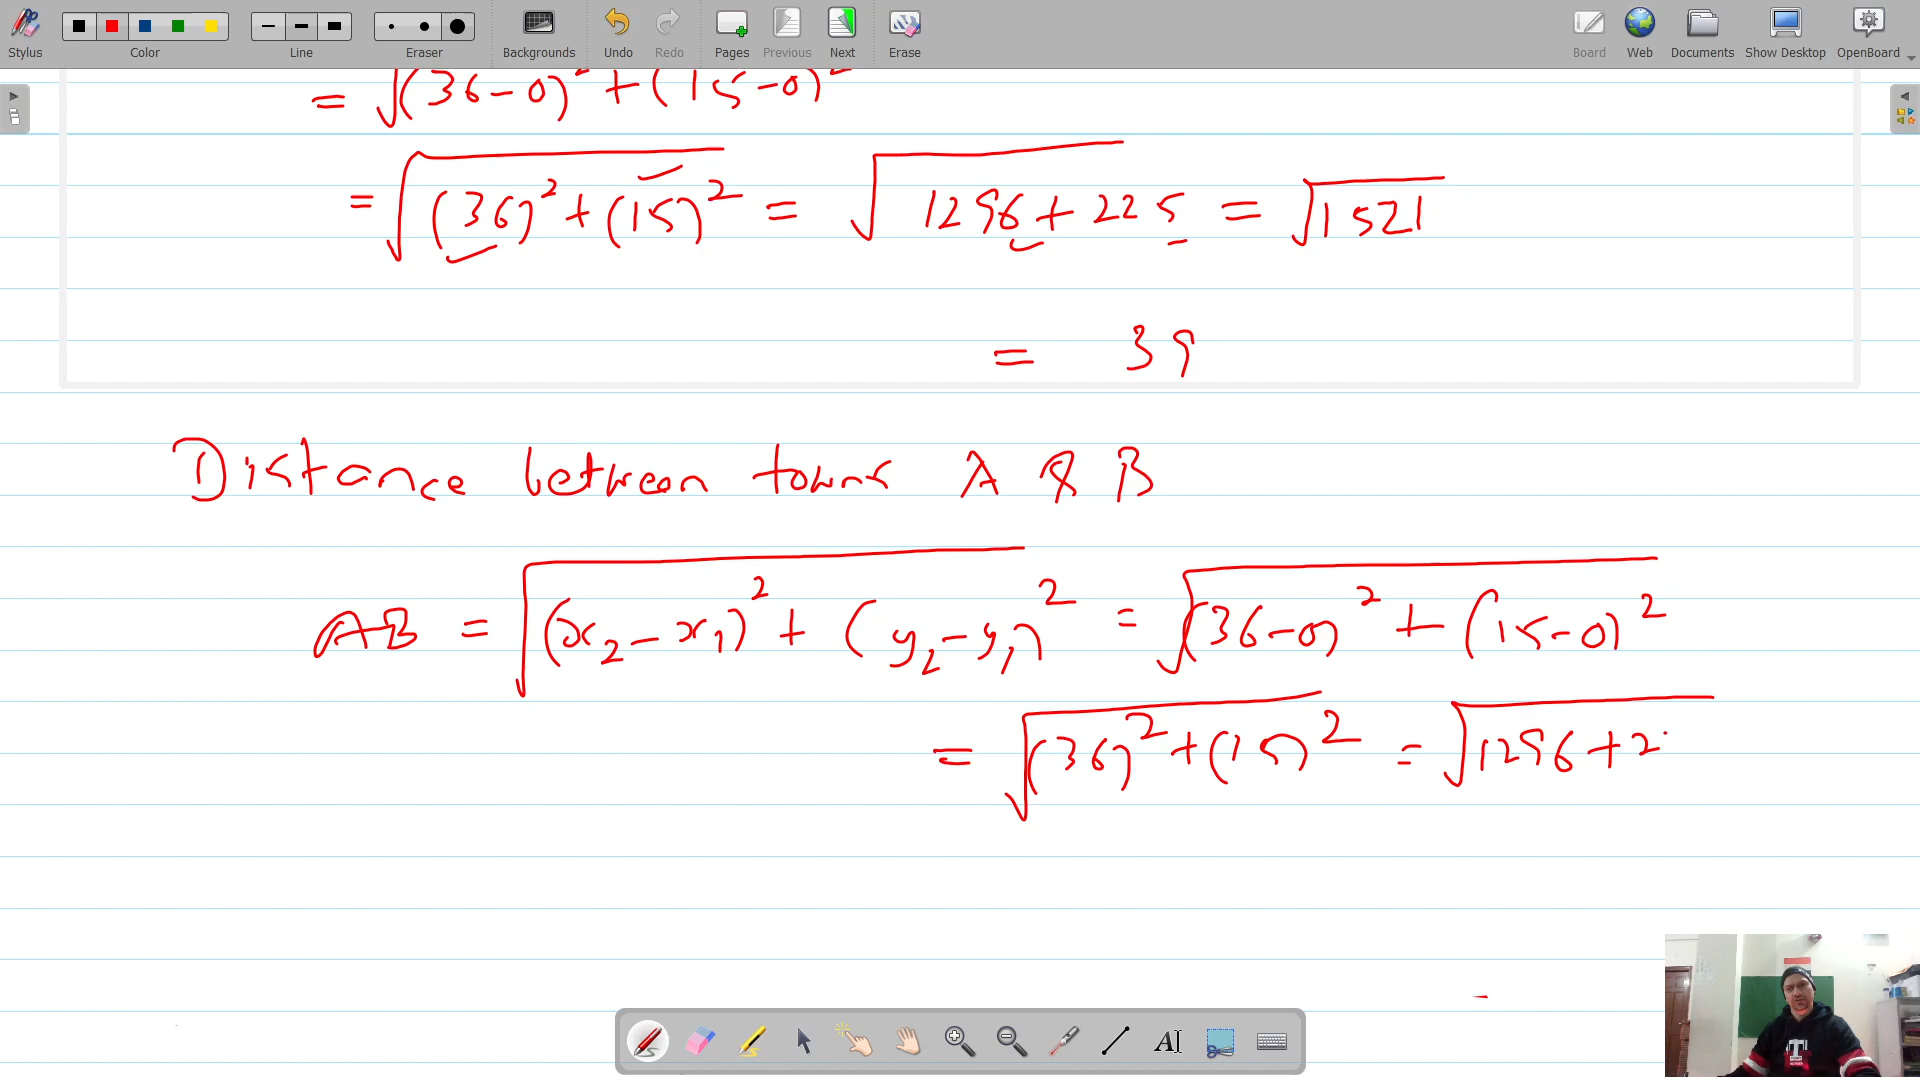 Stylus Color Line Eraser Backgrounds Undo Redo Pages Previous Next Erase Board Web Documents Show Desktop OpenBoard
= √(36-0)² + (15-0)²
= √(36)² + (15)² = √1296 + 225 = √1521
= 39
Distance between towns A & B
AB = √(x₂-x₁)² + (y₂-y₁)² = √(36-0)² + (15-0)²
= √(36)² + (15)² = √1296 + 2